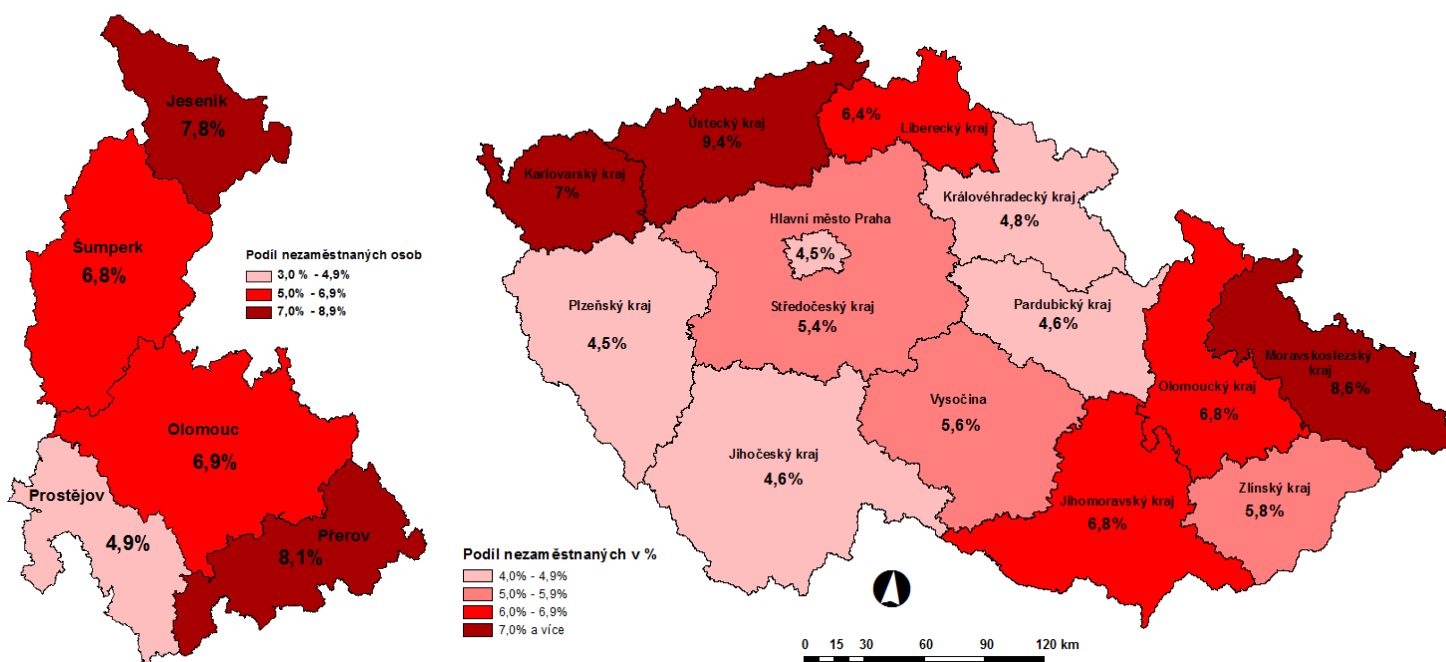 Jeseník
7,8%
Šumperk
6,8%
Podíl nezaměstnaných osob
3,0% - 4,9%
5,0% - 6,9%
7,0% - 8,9%
Olomouc
6,9%
Prostějov
4,9%
Přerov
8,1%
Ústecký kraj
9,4%
6,4%
Liberecký kraj
Karlovarský kraj
7%
Královéhradecký kraj
4,8%
Hlavní město Praha
4,5%
Plzeňský kraj
4,5%
Středočeský kraj
5,4%
Pardubický kraj
4,6%
Moravskoslezský
kraj
8,6%
Olomoucký kraj
6,8%
Vysočina
5,6%
Jihočeský kraj
4,6%
Jihomoravský kraj
6,8%
Zlínský kraj
5,8%
Podíl nezaměstnaných v %
4,0% - 4,9%
5,0% - 5,9%
6,0% - 6,9%
7,0% a více
0 15 30 60 90 120 km